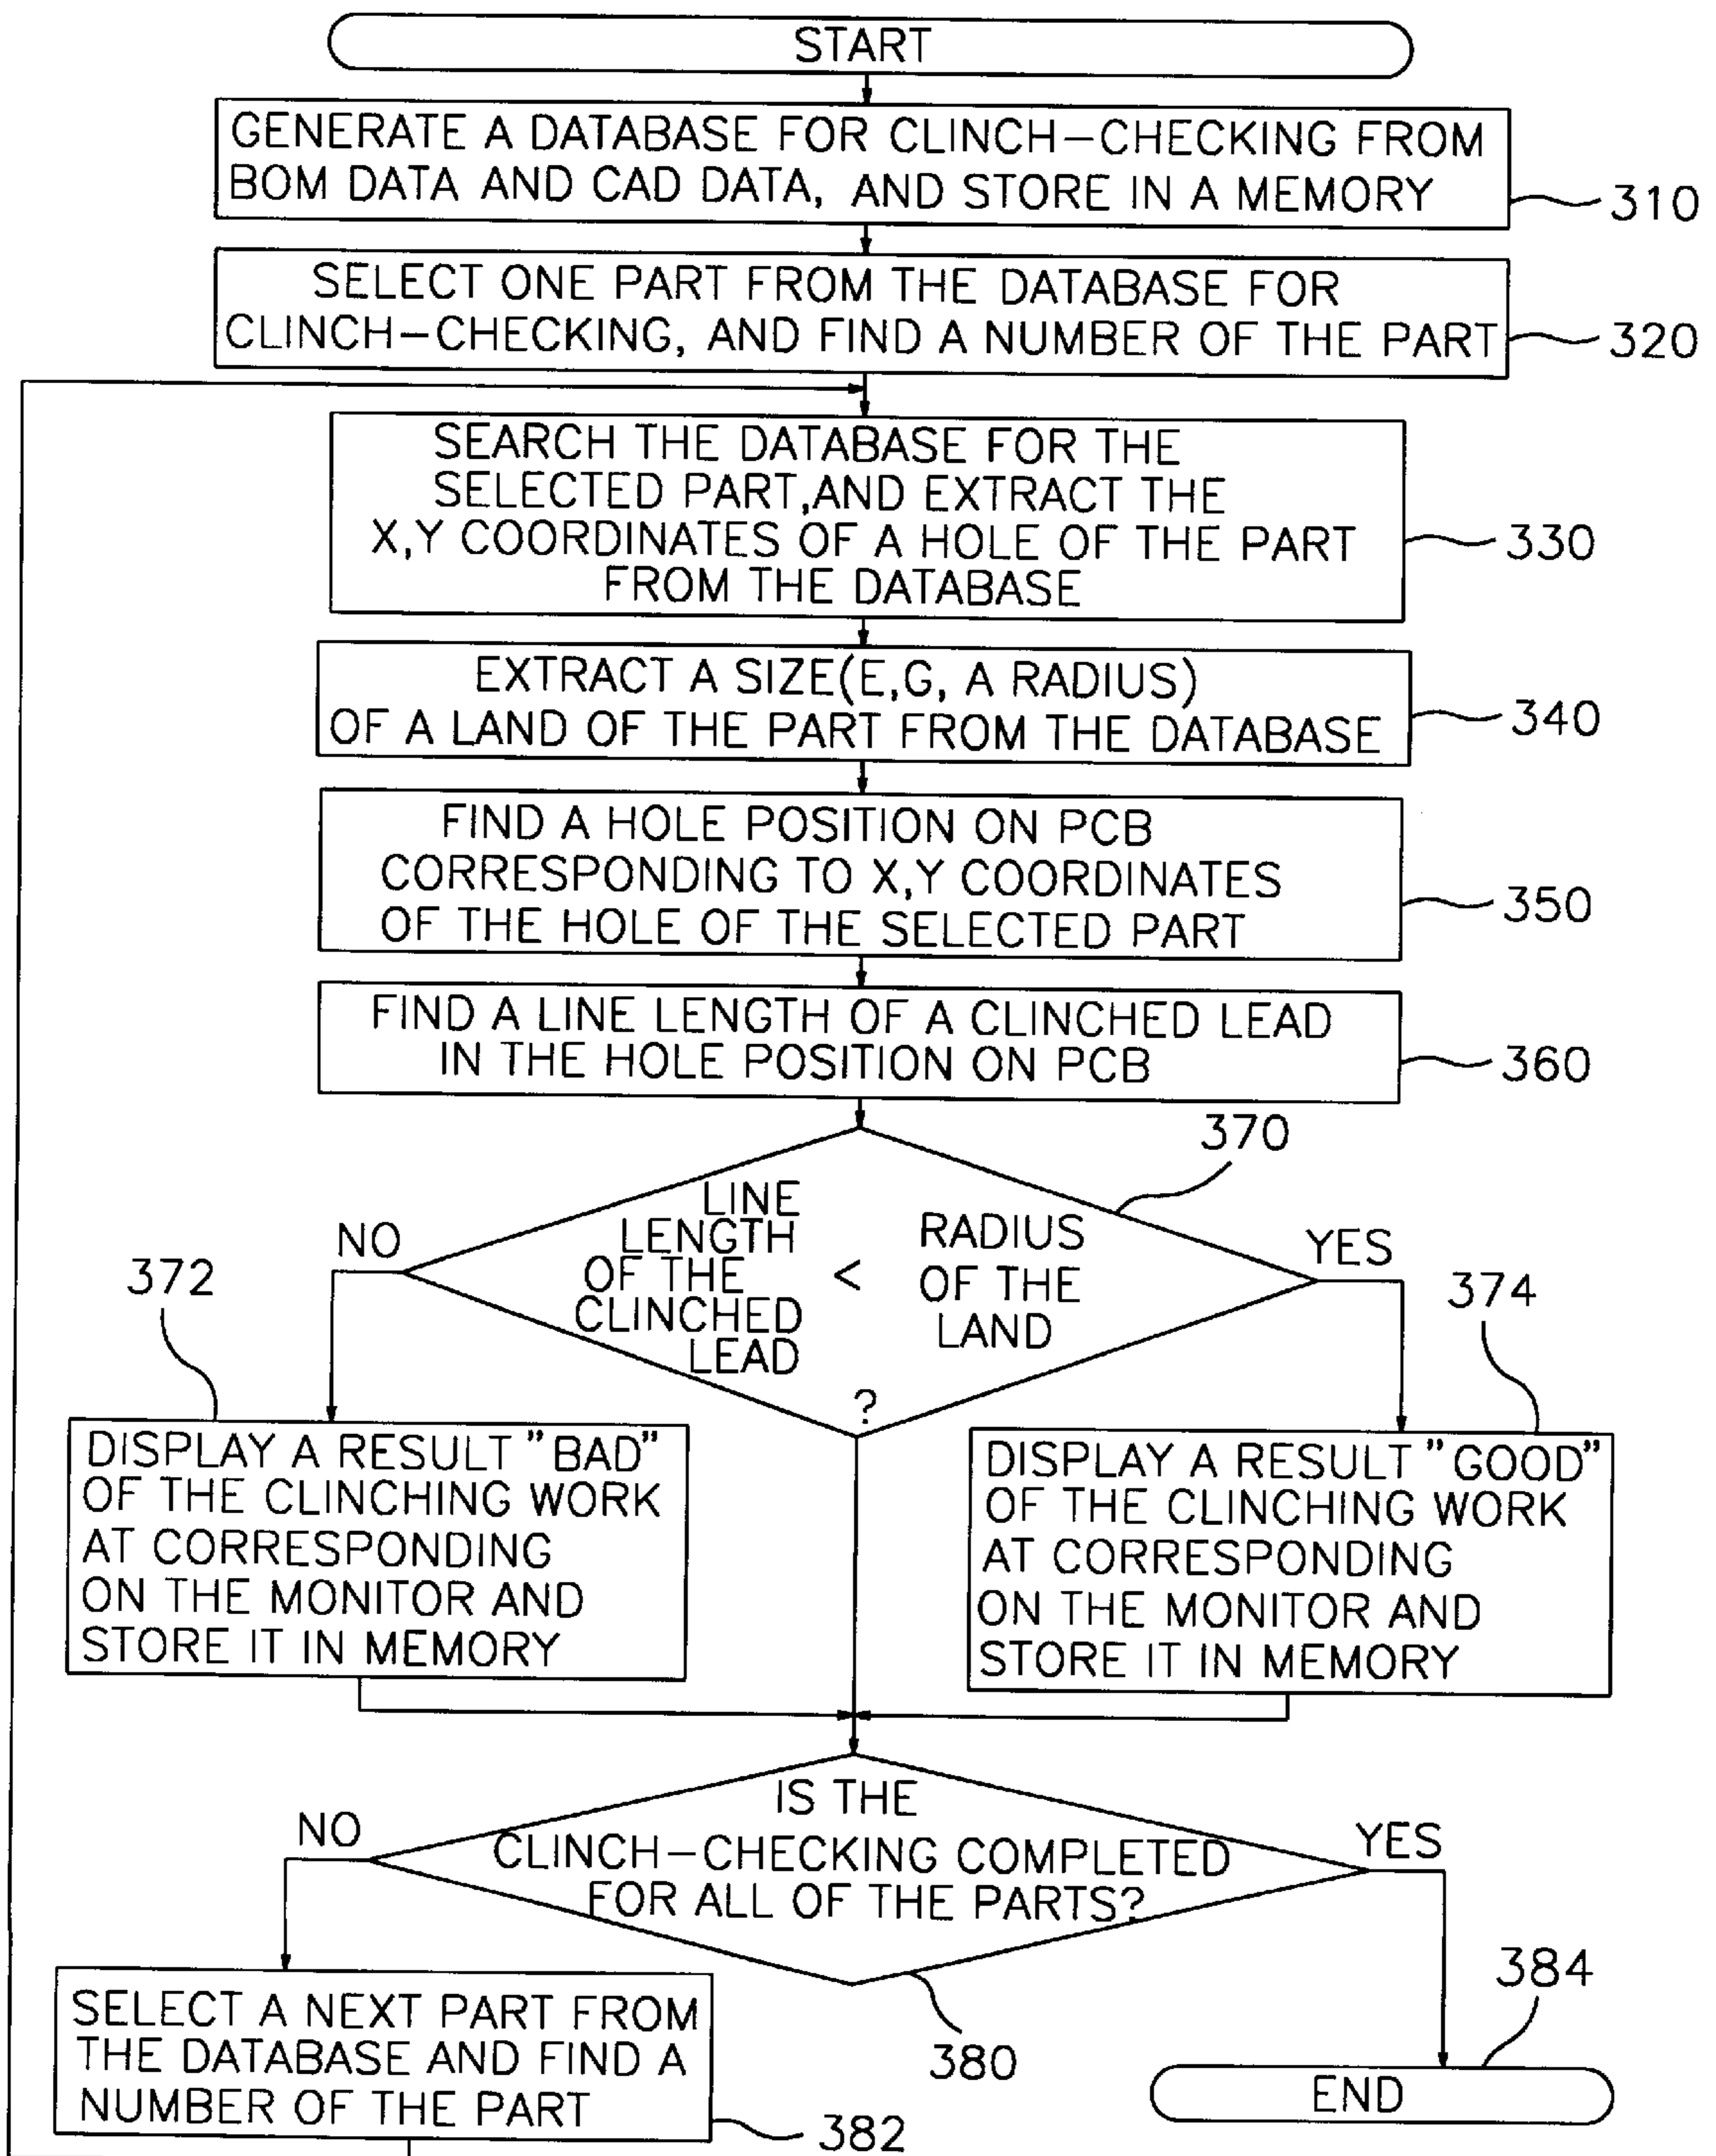 START
GENERATE A DATABASE FOR CLINCH-CHECKING FROM
BOM DATA AND CAD DATA, AND STORE IN A MEMORY
310
SELECT ONE PART FROM THE DATABASE FOR
CLINCH-CHECKING, AND FIND A NUMBER OF THE PART
320
SEARCH THE DATABASE FOR THE
SELECTED PART,AND EXTRACT THE
X,Y COORDINATES OF A HOLE OF THE PART
FROM THE DATABASE
330
EXTRACT A SIZE(E,G, A RADIUS)
OF A LAND OF THE PART FROM THE DATABASE
340
FIND A HOLE POSITION ON PCB
CORRESPONDING TO X,Y COORDINATES
OF THE HOLE OF THE SELECTED PART
350
FIND A LINE LENGTH OF A CLINCHED LEAD
IN THE HOLE POSITION ON PCB
360
370
LINE
LENGTH
OF THE
CLINCHED
LEAD
<
RADIUS
OF THE
LAND
?
NO
YES
372
DISPLAY A RESULT "BAD"
OF THE CLINCHING WORK
AT CORRESPONDING
ON THE MONITOR AND
STORE IT IN MEMORY
374
DISPLAY A RESULT "GOOD"
OF THE CLINCHING WORK
AT CORRESPONDING
ON THE MONITOR AND
STORE IT IN MEMORY
IS THE
CLINCH-CHECKING COMPLETED
FOR ALL OF THE PARTS?
NO
YES
380
SELECT A NEXT PART FROM
THE DATABASE AND FIND A
NUMBER OF THE PART
382
384
END